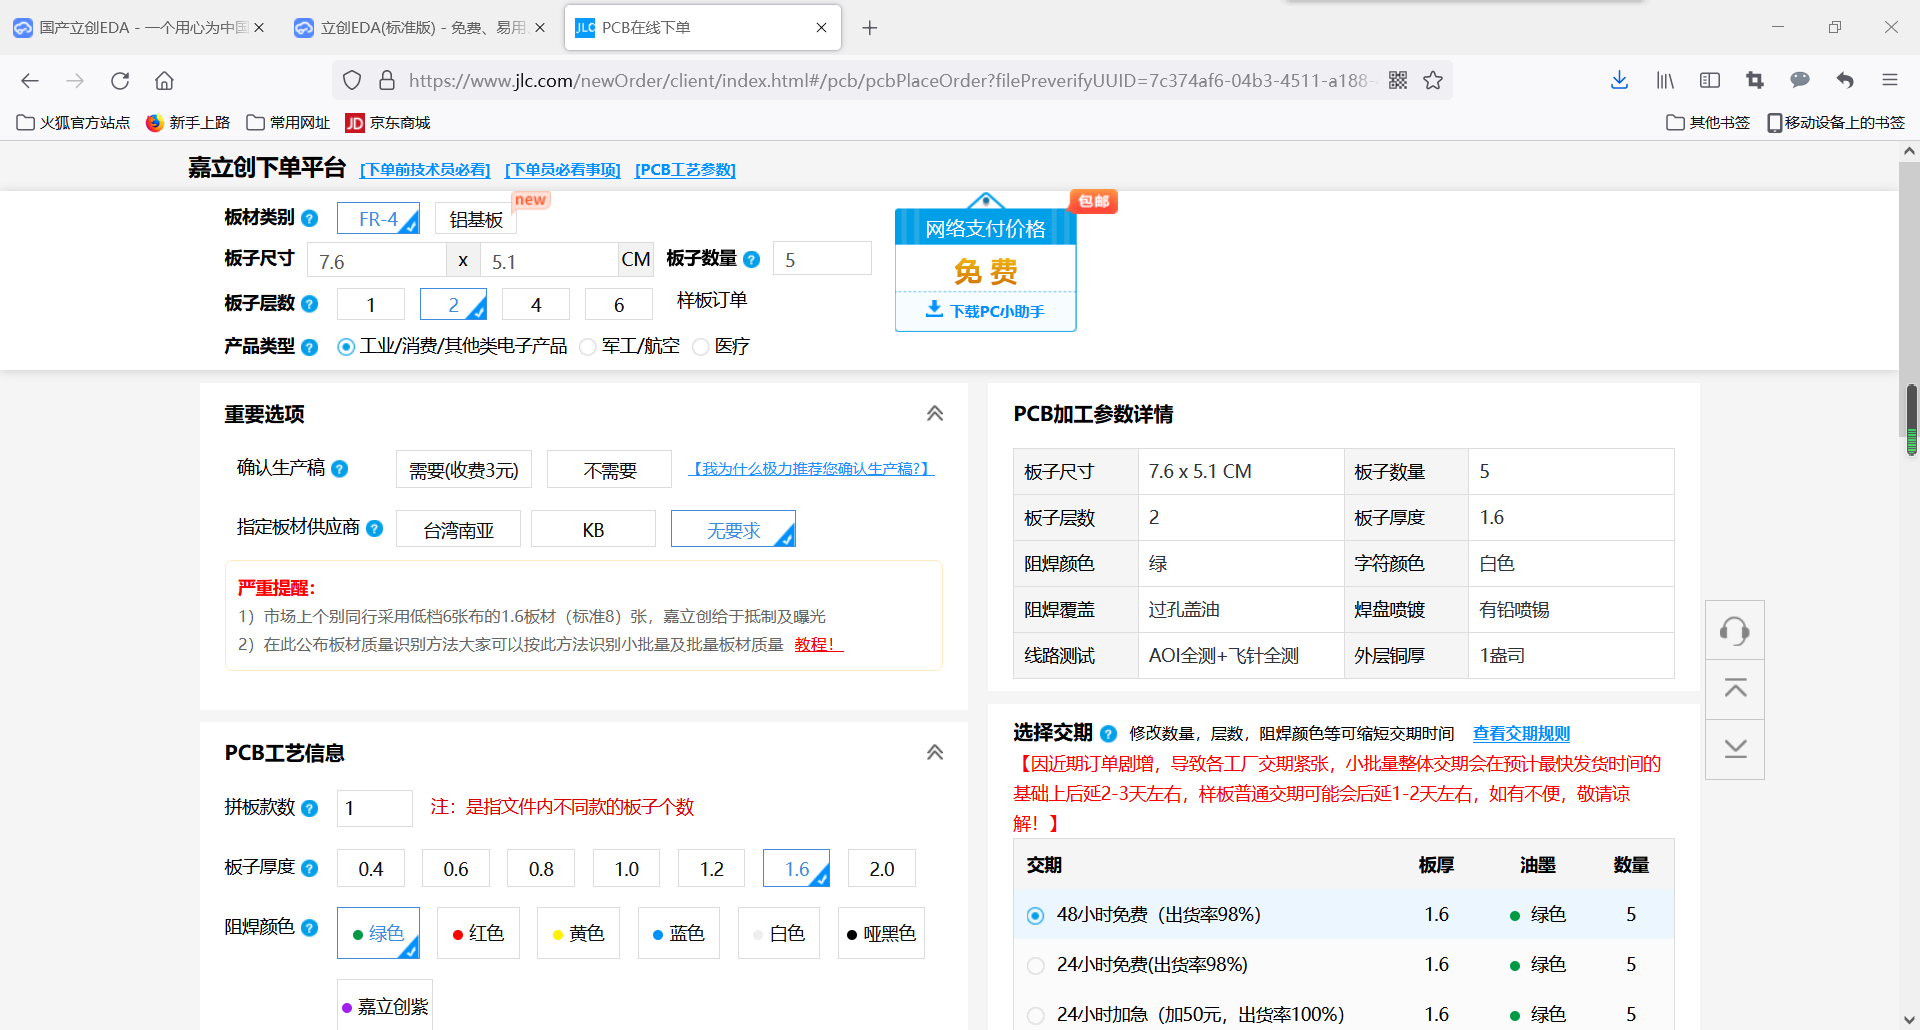 国产立创EDA - 一个用心为中国
立创EDA(标准版) - 免费、易用
JLC PCB在线下单
https://www.jlc.com/newOrder/client/index.html#/pcb/pcbPlaceOrder?filePreverifyUUID=7c374af6-04b3-4511-a188-
火狐官方站点 新手上路 常用网址 JD 京东商城 其他书签 移动设备上的书签
嘉立创下单平台 [下单前技术员必看] [下单员必看事项] [PCB工艺参数]
板材类别 ? FR-4 铝基板 new
板子尺寸 7.6 x 5.1 CM 板子数量 ? 5
板子层数 ? 1 2 4 6 样板订单
产品类型 ? 工业/消费/其他类电子产品 军工/航空 医疗
包邮
网络支付价格
免费
下载PC小助手
重要选项
确认生产稿 ? 需要(收费3元) 不需要 【我为什么极力推荐您确认生产稿?】
指定板材供应商 ? 台湾南亚 KB 无要求
严重提醒：
1）市场上个别同行采用低档6张布的1.6板材（标准8）张，嘉立创给于抵制及曝光
2）在此公布板材质量识别方法大家可以按此方法识别小批量及批量板材质量 教程！
PCB工艺信息
拼板款数 ? 1 注：是指文件内不同款的板子个数
板子厚度 ? 0.4 0.6 0.8 1.0 1.2 1.6 2.0
阻焊颜色 ? 绿色 红色 黄色 蓝色 白色 哑黑色
嘉立创紫
PCB加工参数详情
板子尺寸 7.6 x 5.1 CM 板子数量 5
板子层数 2 板子厚度 1.6
阻焊颜色 绿 字符颜色 白色
阻焊覆盖 过孔盖油 焊盘喷镀 有铅喷锡
线路测试 AOI全测+飞针全测 外层铜厚 1盎司
选择交期 ? 修改数量，层数，阻焊颜色等可缩短交期时间 查看交期规则
【因近期订单剧增，导致各工厂交期紧张，小批量整体交期会在预计最快发货时间的
基础上后延2-3天左右，样板普通交期可能会后延1-2天左右，如有不便，敬请谅
解！】
交期 板厚 油墨 数量
48小时免费（出货率98%） 1.6 绿色 5
24小时免费(出货率98%) 1.6 绿色 5
24小时加急（加50元，出货率100%） 1.6 绿色 5